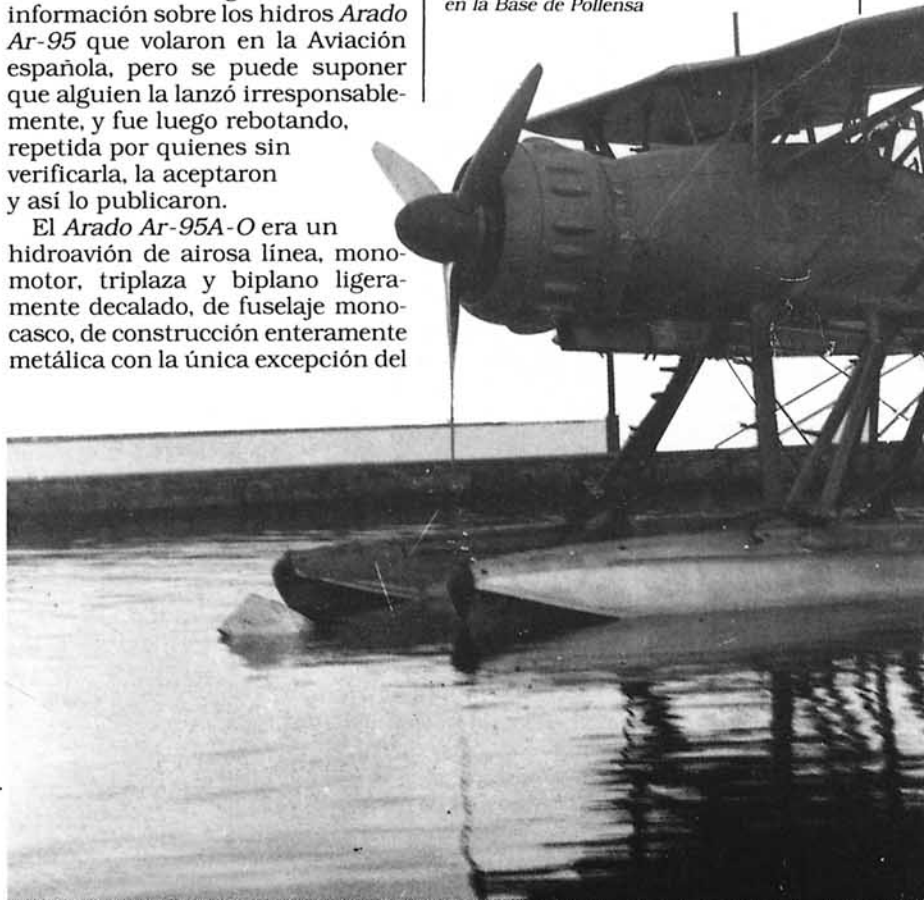 información sobre los hidros Arado
Ar-95 que volaron en la Aviación
española, pero se puede suponer
que alguien la lanzó irresponsable-
mente, y fue luego rebotando,
repetida por quienes sin
verificarla, la aceptaron
y así lo publicaron.
El Arado Ar-95A-O era un
hidroavión de airosa línea, mono-
motor, triplaza y biplano ligera-
mente decalado, de fuselaje mono-
casco, de construcción enteramente
metálica con la única excepción del
en la Base de Pollensa